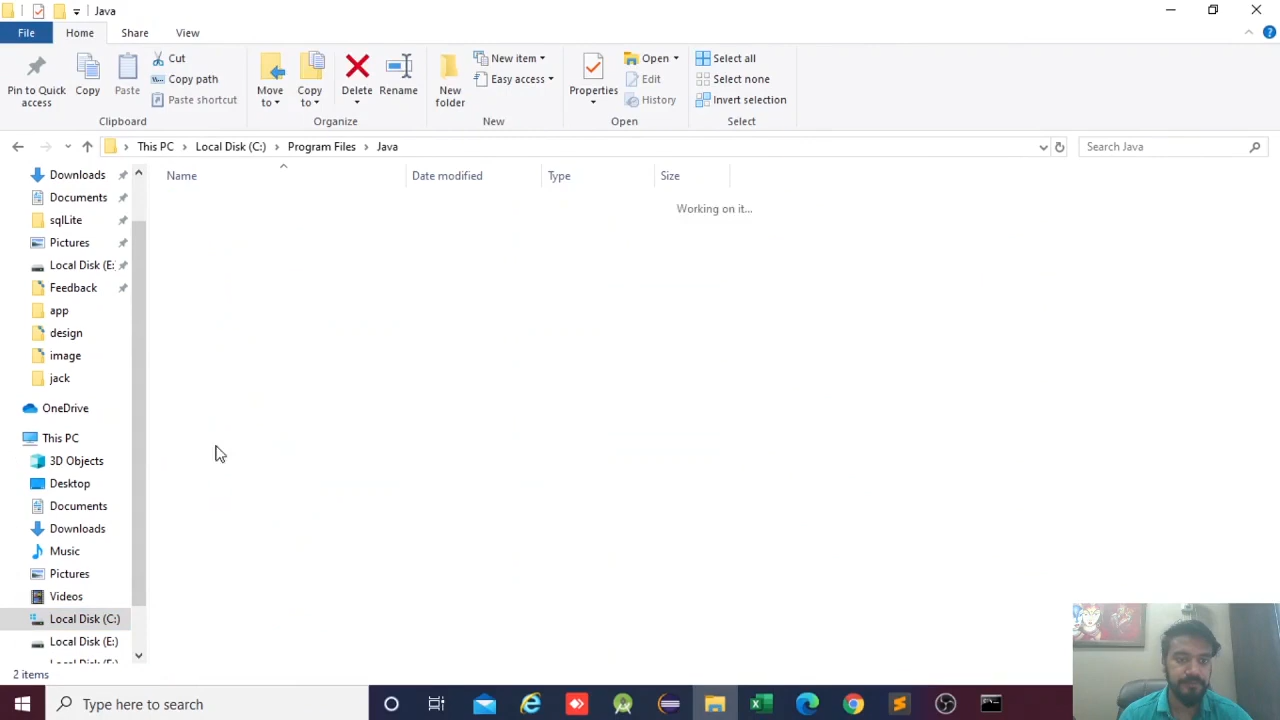 Java
File Home Share View
Pin to Quick access
Copy
Paste
Cut
Copy path
Paste shortcut
Clipboard
Move to
Copy to
Delete
Rename
Organize
New folder
New item
Easy access
New
Properties
Open
Edit
History
Open
Select all
Select none
Invert selection
Select
This PC Local Disk (C:) Program Files Java
Search Java
Name Date modified Type Size
Working on it...
Downloads
Documents
sqlLite
Pictures
Local Disk (E:
Feedback
app
design
image
jack
OneDrive
This PC
3D Objects
Desktop
Documents
Downloads
Music
Pictures
Videos
Local Disk (C:)
Local Disk (E:)
2 items
Type here to search